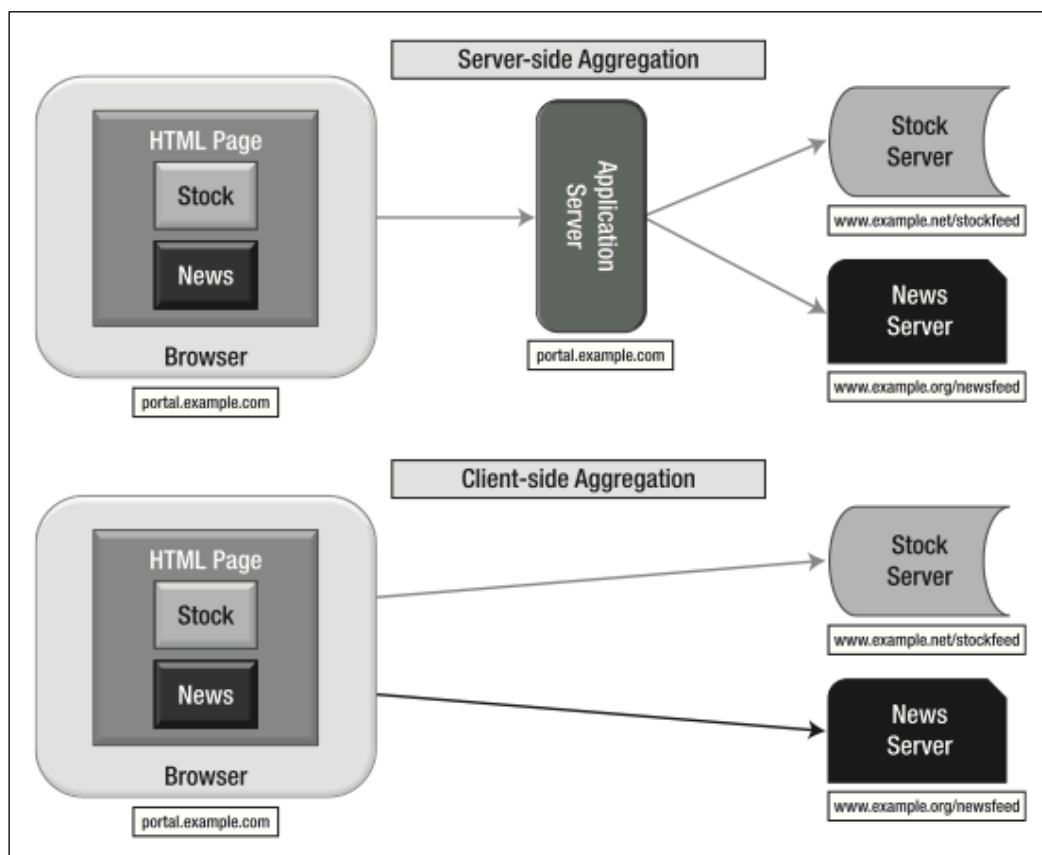 Server-side Aggregation
HTML Page
Stock
News
Browser
portal.example.com
Application
Server
portal.example.com
Stock
Server
www.example.net/stockfeed
News
Server
www.example.org/newsfeed
Client-side Aggregation
HTML Page
Stock
News
Browser
portal.example.com
Stock
Server
www.example.net/stockfeed
News
Server
www.example.org/newsfeed